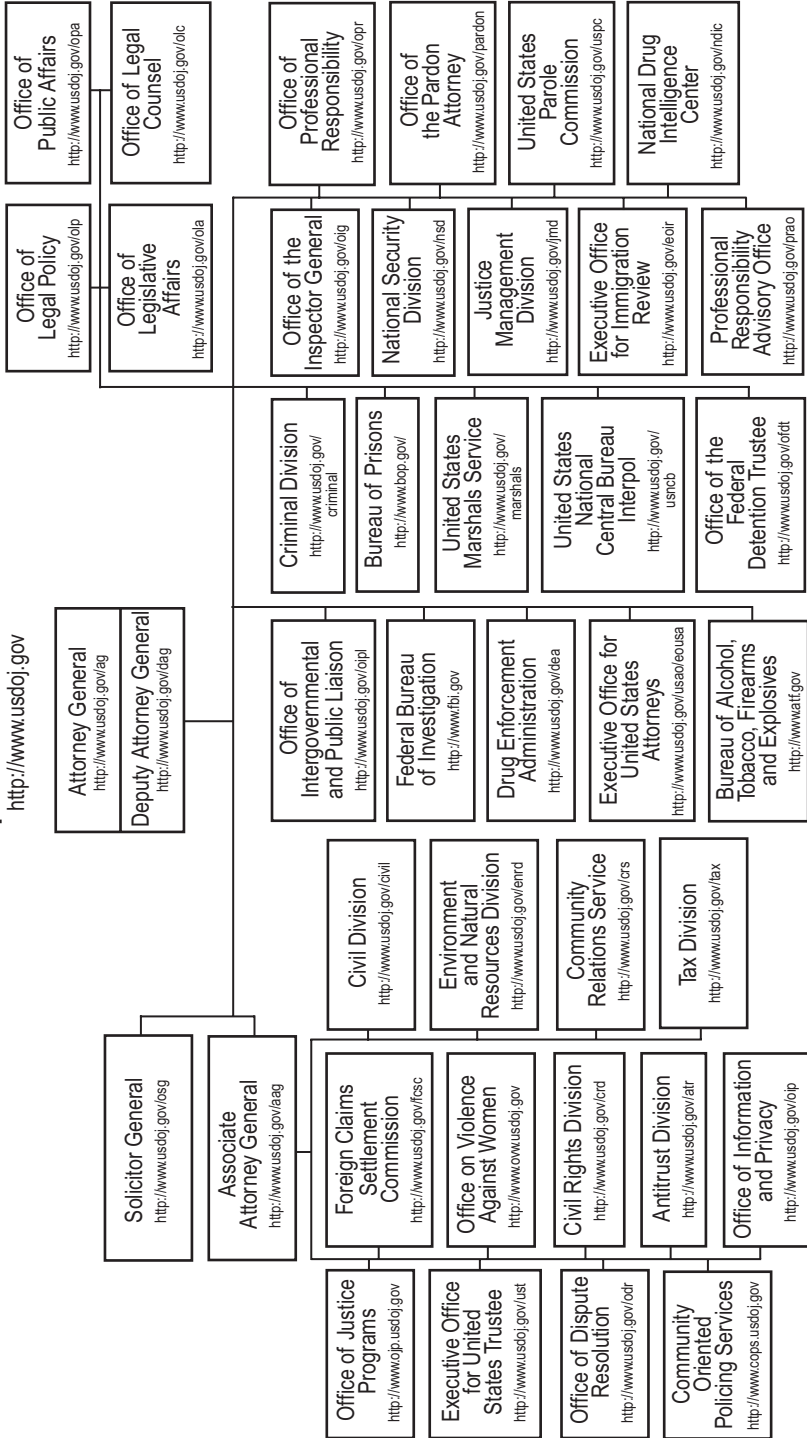 http://www.usdoj.gov
Attorney General
http://www.usdoj.gov/ag
Deputy Attorney General
http://www.usdoj.gov/dag
Solicitor General
http://www.usdoj.gov/osg
Associate
Attorney General
http://www.usdoj.gov/aag
Office of
Legal Policy
http://www.usdoj.gov/olp
Office of
Public Affairs
http://www.usdoj.gov/opa
Office of
Legislative
Affairs
http://www.usdoj.gov/ola
Office of Legal
Counsel
http://www.usdoj.gov/olc
Office of Justice
Programs
http://www.ojp.usdoj.gov
Executive Office
for United
States Trustee
http://www.usdoj.gov/ust
Office of Dispute
Resolution
http://www.usdoj.gov/odr
Community
Oriented
Policing Services
http://www.cops.usdoj.gov
Foreign Claims
Settlement
Commission
http://www.usdoj.gov/fcsc
Office on Violence
Against Women
http://www.ovw.usdoj.gov
Civil Rights Division
http://www.usdoj.gov/crd
Antitrust Division
http://www.usdoj.gov/atr
Office of Information
and Privacy
http://www.usdoj.gov/oip
Civil Division
http://www.usdoj.gov/civil
Environment
and Natural
Resources Division
http://www.usdoj.gov/enrd
Community
Relations Service
http://www.usdoj.gov/crs
Tax Division
http://www.usdoj.gov/tax
Office of
Intergovernmental
and Public Liaison
http://www.usdoj.gov/oipl
Federal Bureau
of Investigation
http://www.fbi.gov
Drug Enforcement
Administration
http://www.usdoj.gov/dea
Executive Office for
United States
Attorneys
http://www.usdoj.gov/usao/eousa
Bureau of Alcohol,
Tobacco, Firearms
and Explosives
http://www.atf.gov
Criminal Division
http://www.usdoj.gov/
criminal
Bureau of Prisons
http://www.bop.gov/
United States
Marshals Service
http://www.usdoj.gov/
marshals
United States
National
Central Bureau
Interpol
http://www.usdoj.gov/
usncb
Office of the
Federal
Detention Trustee
http://www.usdoj.gov/ofdt
Office of the
Inspector General
http://www.usdoj.gov/oig
National Security
Division
http://www.usdoj.gov/nsd
Justice
Management
Division
http://www.usdoj.gov/jmd
Executive Office
for Immigration
Review
http://www.usdoj.gov/eoir
Professional
Responsibility
Advisory Office
http://www.usdoj.gov/prao
Office of
Professional
Responsibility
http://www.usdoj.gov/opr
Office of
the Pardon
Attorney
http://www.usdoj.gov/pardon
United States
Parole
Commission
http://www.usdoj.gov/uspc
National Drug
Intelligence
Center
http://www.usdoj.gov/ndic